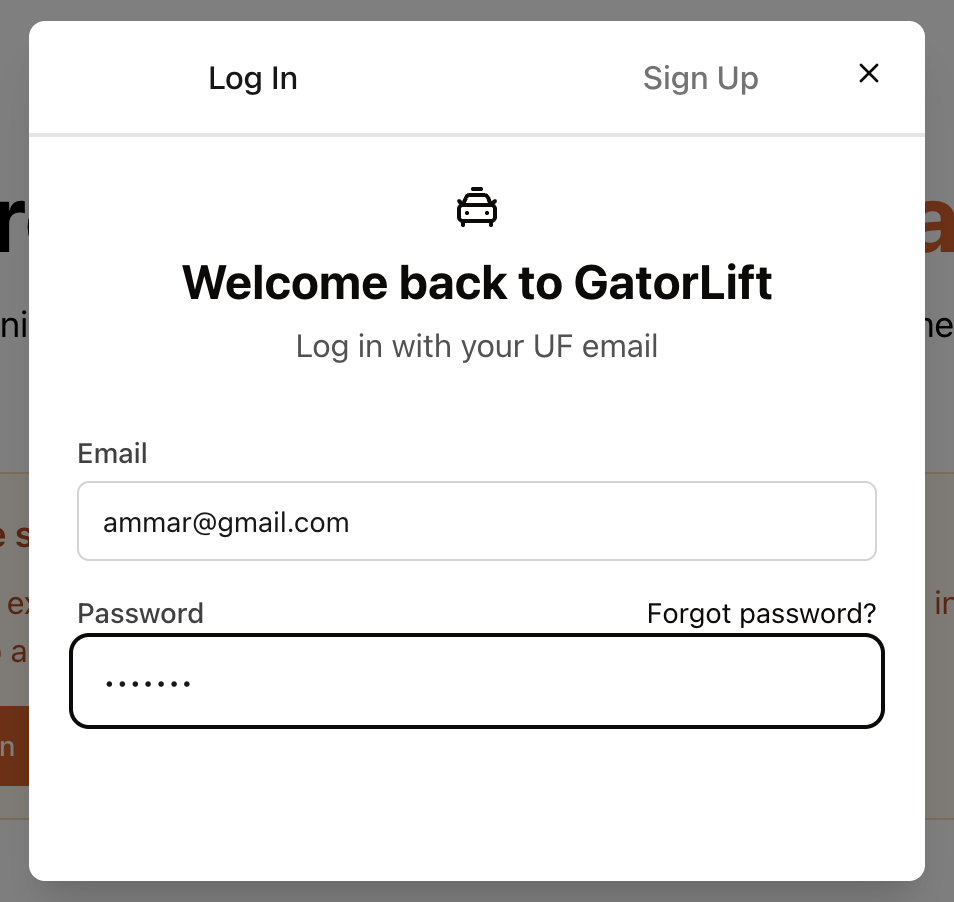 Log In
Sign Up
Welcome back to GatorLift
Log in with your UF email
Email
ammar@gmail.com
Password
Forgot password?
•••••••